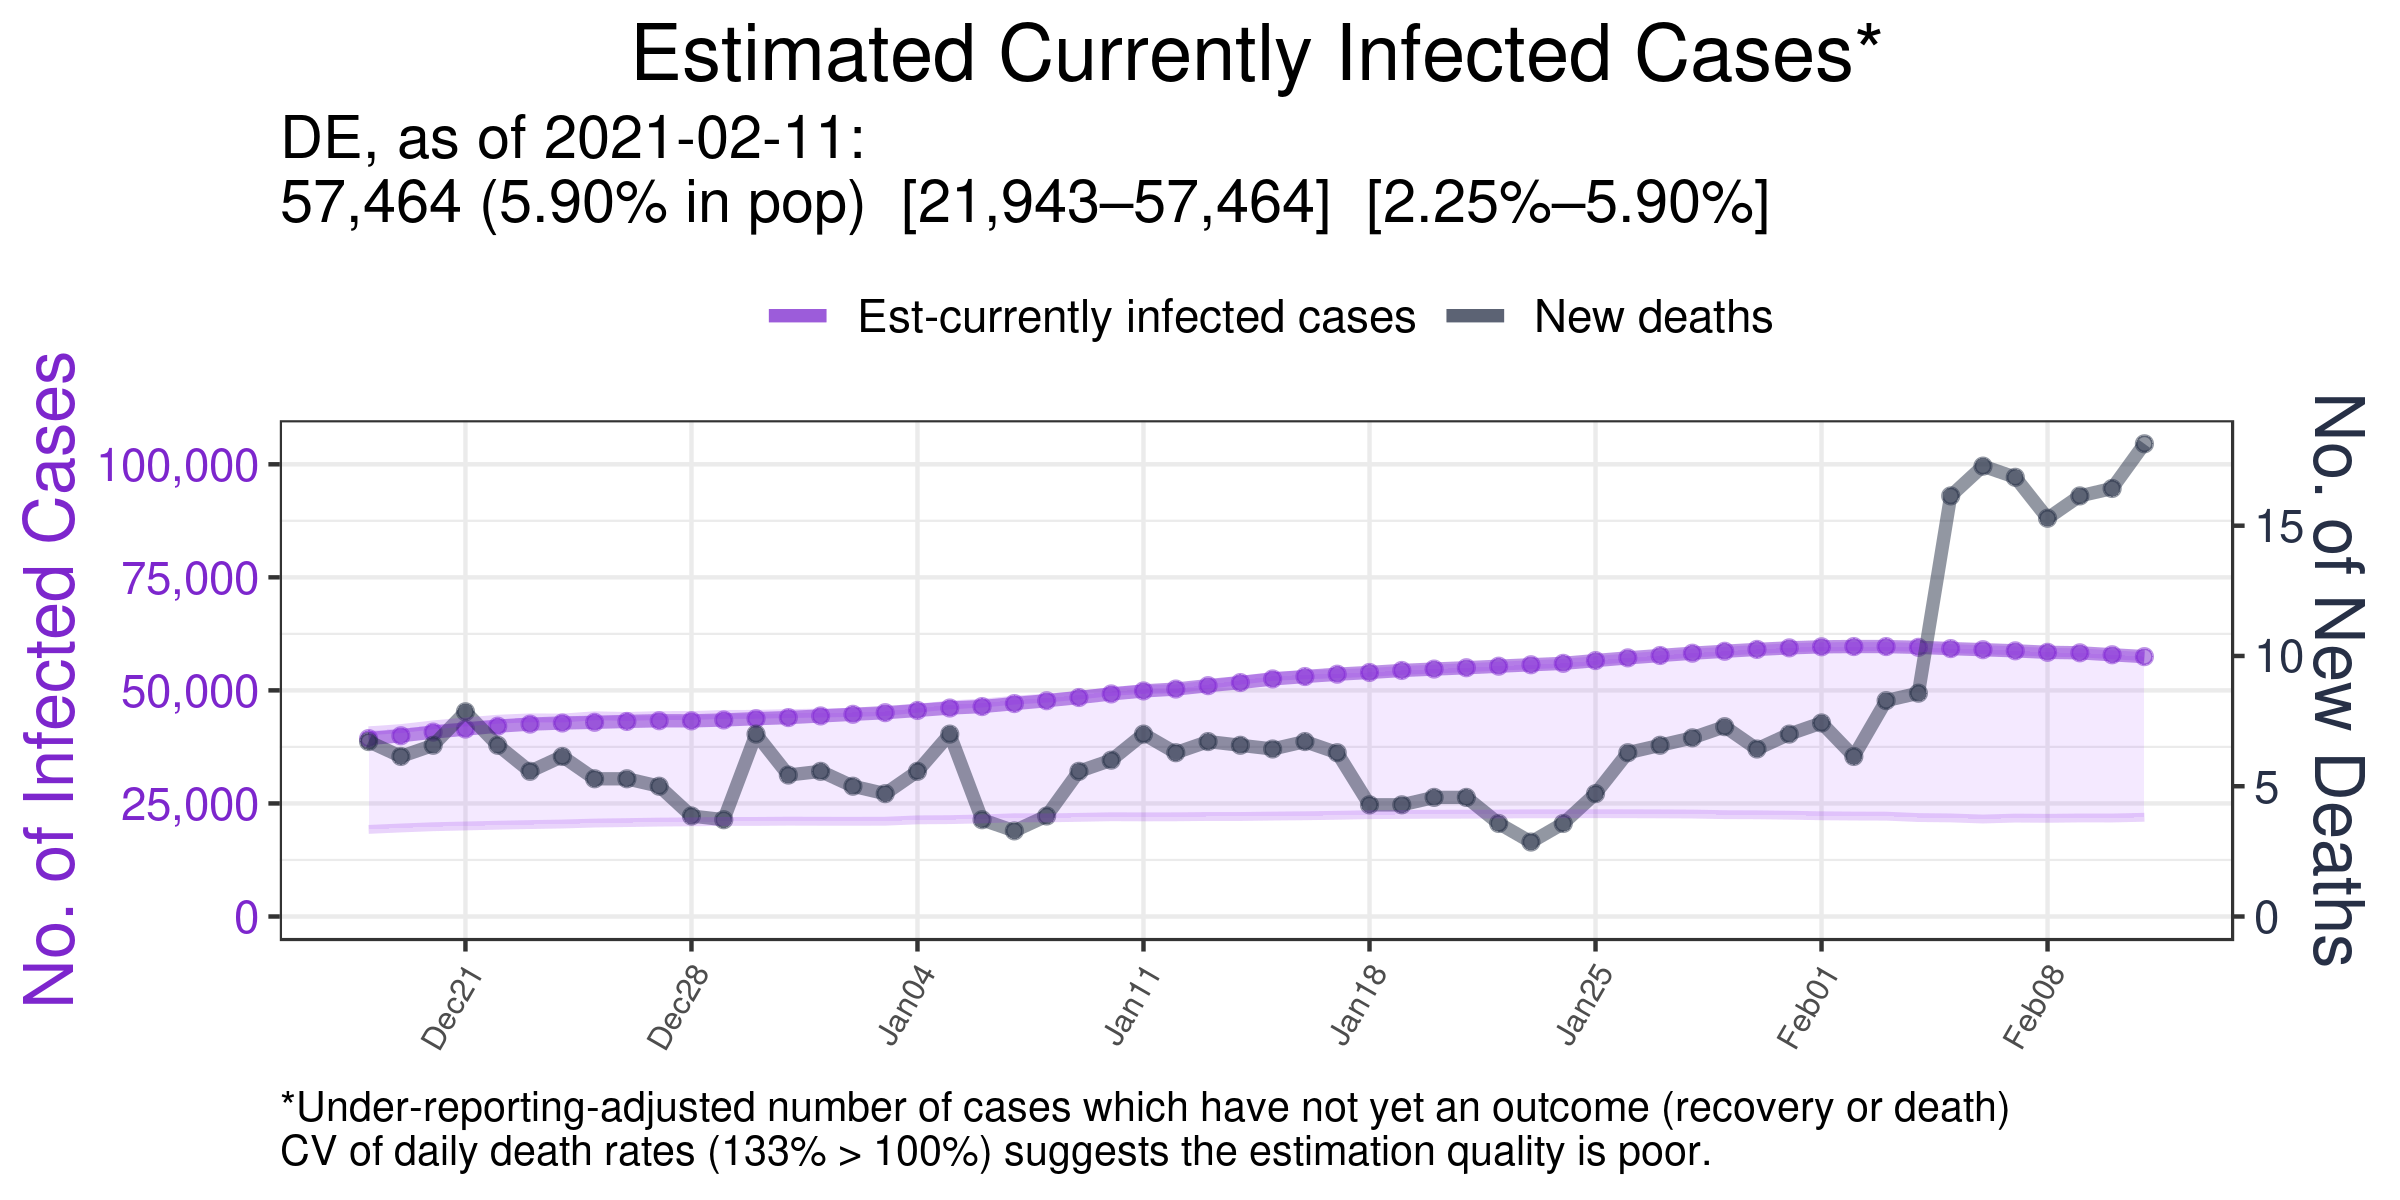 Estimated Currently Infected Cases*
DE, as of 2021-02-11:
57,464 (5.90% in pop)  [21,943–57,464]  [2.25%–5.90%]
Est-currently infected cases
New deaths
No. of Infected Cases
100,000
75,000
50,000
25,000
0
No. of New Deaths
15
10
5
0
Dec21
Dec28
Jan04
Jan11
Jan18
Jan25
Feb01
Feb08
*Under-reporting-adjusted number of cases which have not yet an outcome (recovery or death)
CV of daily death rates (133% > 100%) suggests the estimation quality is poor.